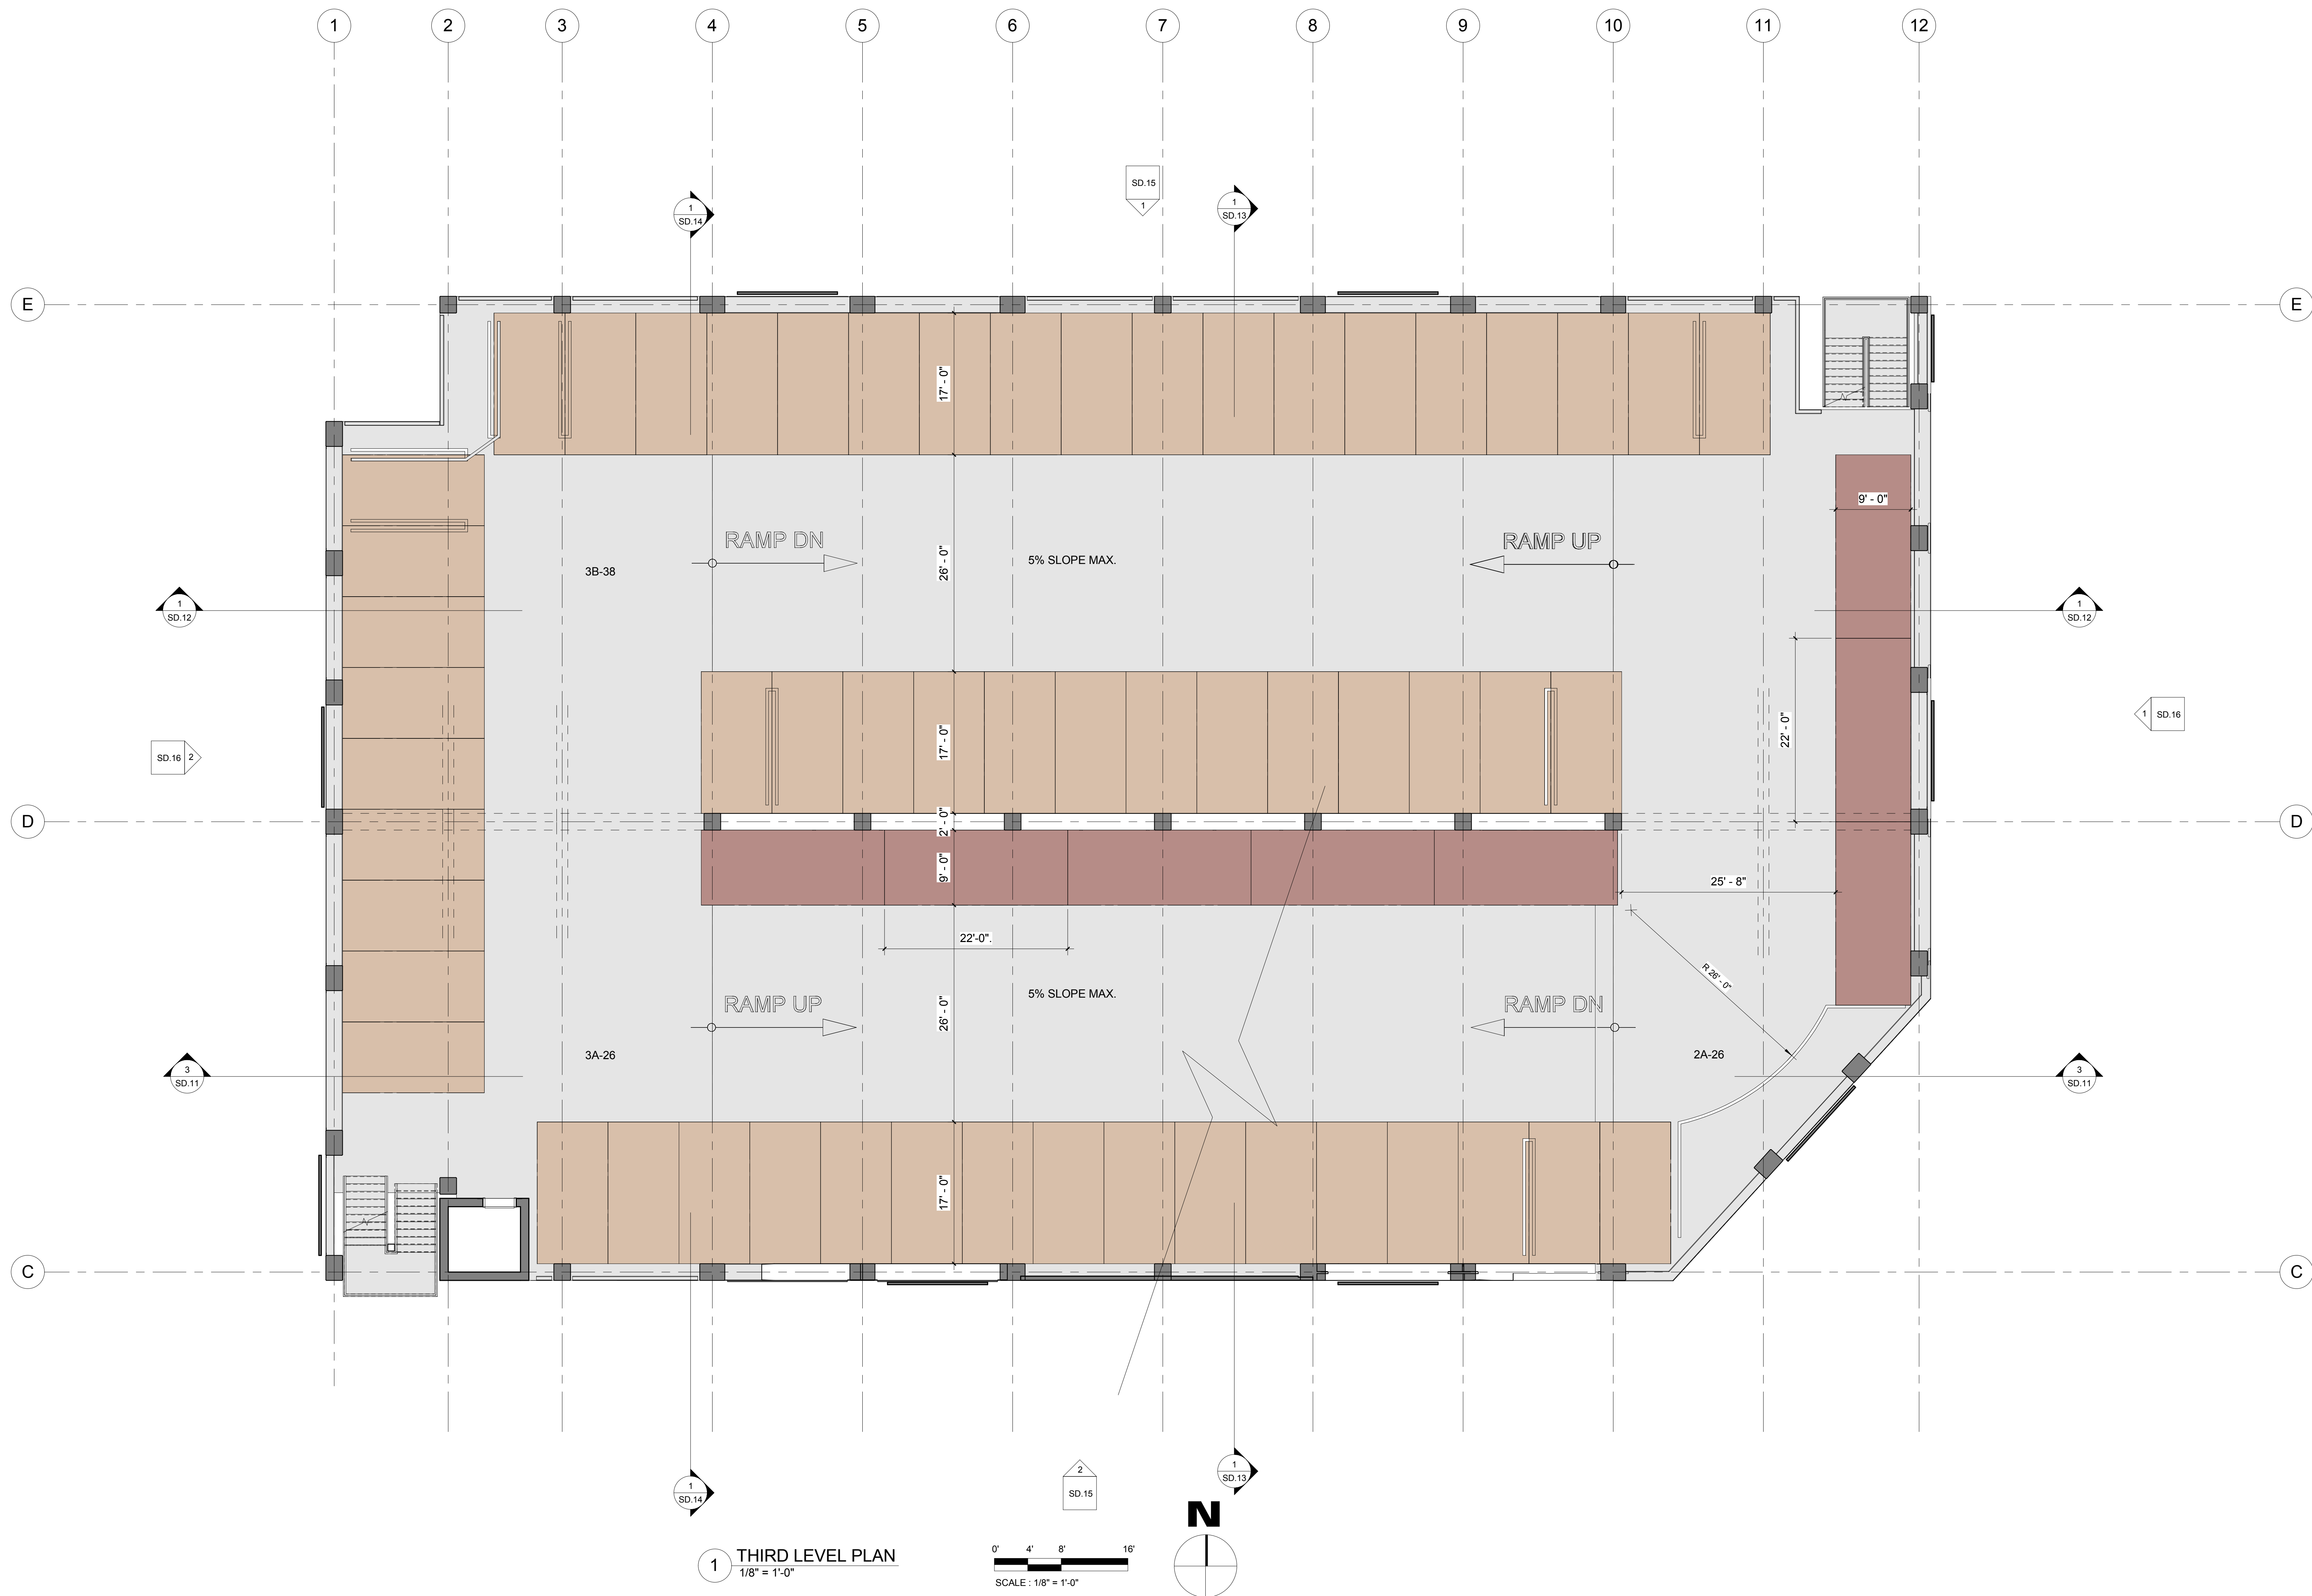 1 2 3 4 5 6 7 8 9 10 11 12
SD.15
1
1
SD.14
1
SD.13
E E
17' - 0"
9' - 0"
RAMP DN
RAMP UP
5% SLOPE MAX.
26' - 0"
3B-38
1
SD.12
1
SD.12
SD.16 2
1 SD.16
22' - 0"
17' - 0"
D D
2' - 0"
9' - 0"
25' - 8"
22'-0".
R 26' - 0"
RAMP UP
5% SLOPE MAX.
RAMP DN
26' - 0"
3A-26
2A-26
3
SD.11
3
SD.11
17' - 0"
C C
2
SD.15
1
SD.14
1
SD.13
N
1 THIRD LEVEL PLAN
1/8" = 1'-0"
0' 4' 8' 16'
SCALE : 1/8" = 1'-0"